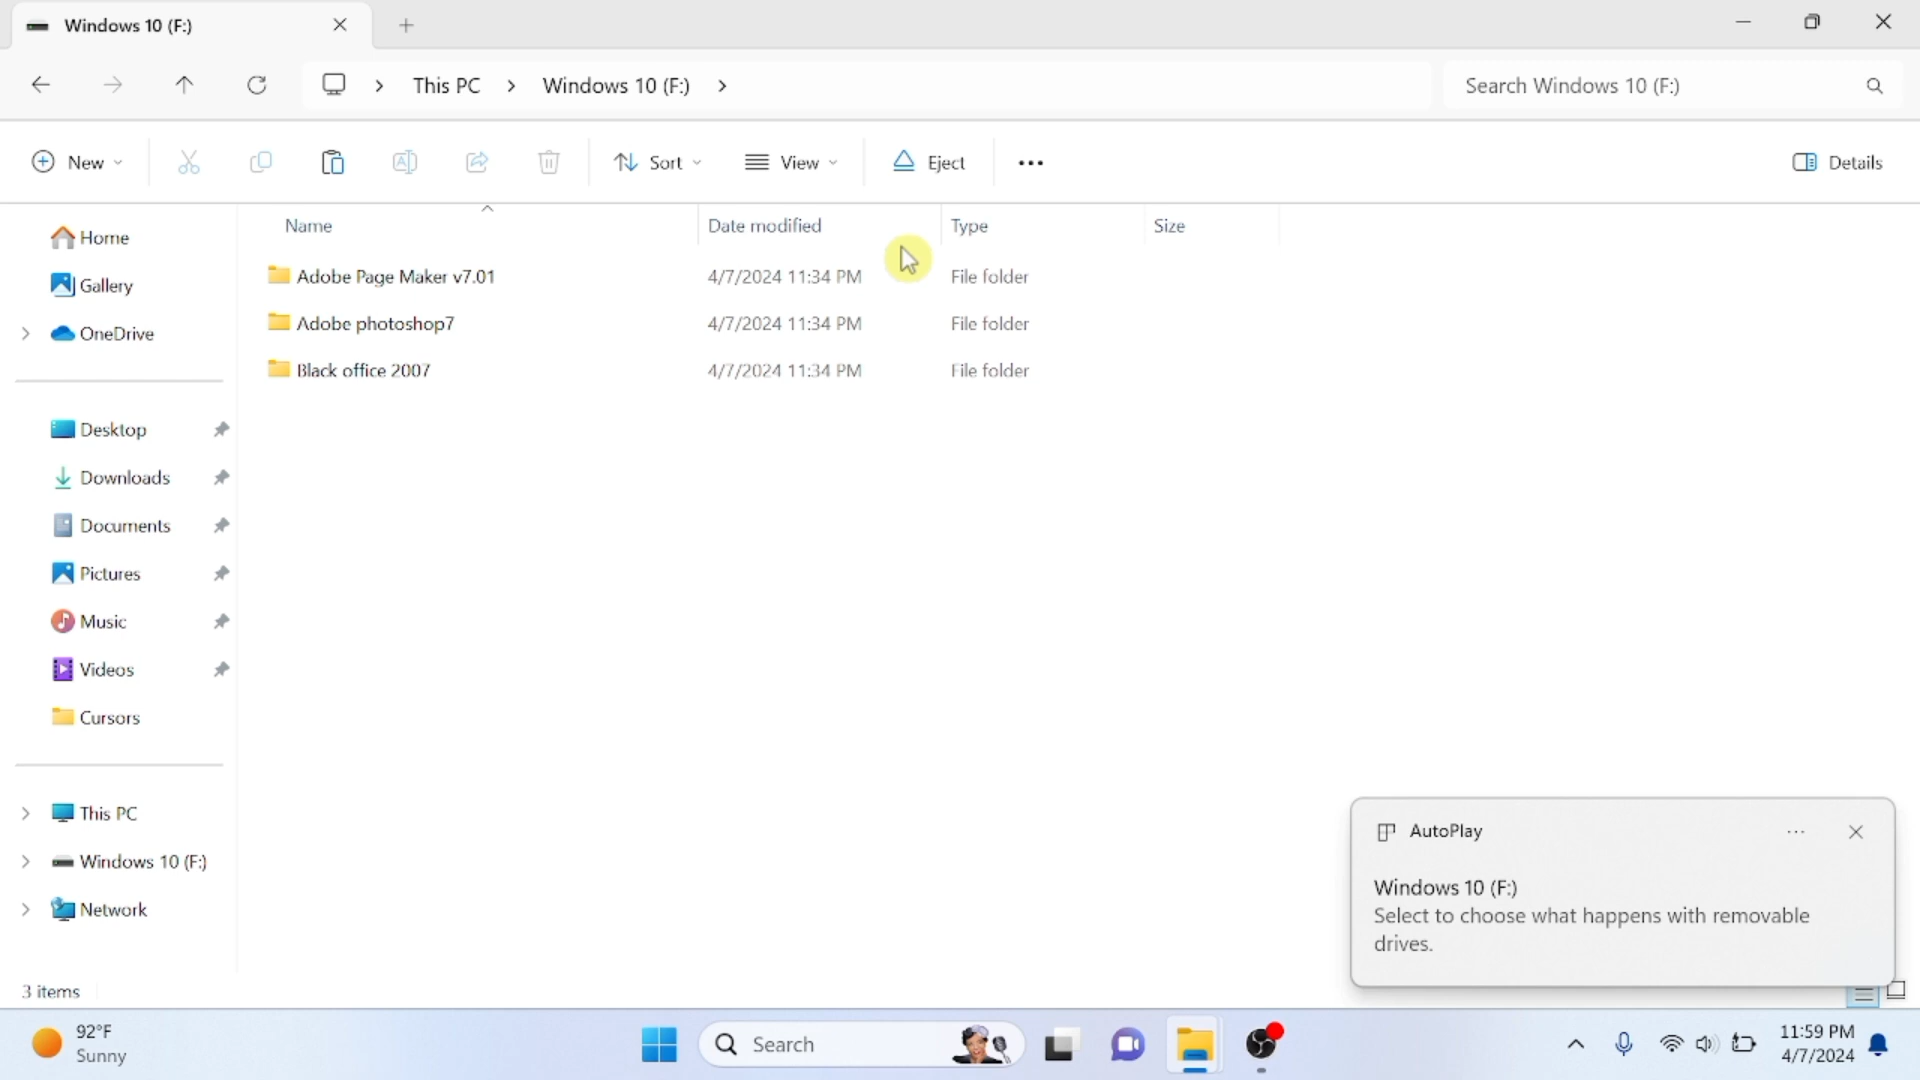 Windows 10 (F:)
This PC > Windows 10 (F:) >
Search Windows 10 (F:)
New
Sort
View
Eject
Details
Name
Date modified
Type
Size
Adobe Page Maker v7.01 4/7/2024 11:34 PM File folder
Adobe photoshop7 4/7/2024 11:34 PM File folder
Black office 2007 4/7/2024 11:34 PM File folder
Home
Gallery
OneDrive
Desktop
Downloads
Documents
Pictures
Music
Videos
Cursors
This PC
Windows 10 (F:)
Network
3 items
AutoPlay
Windows 10 (F:)
Select to choose what happens with removable
drives.
92°F
Sunny
Search
11:59 PM
4/7/2024